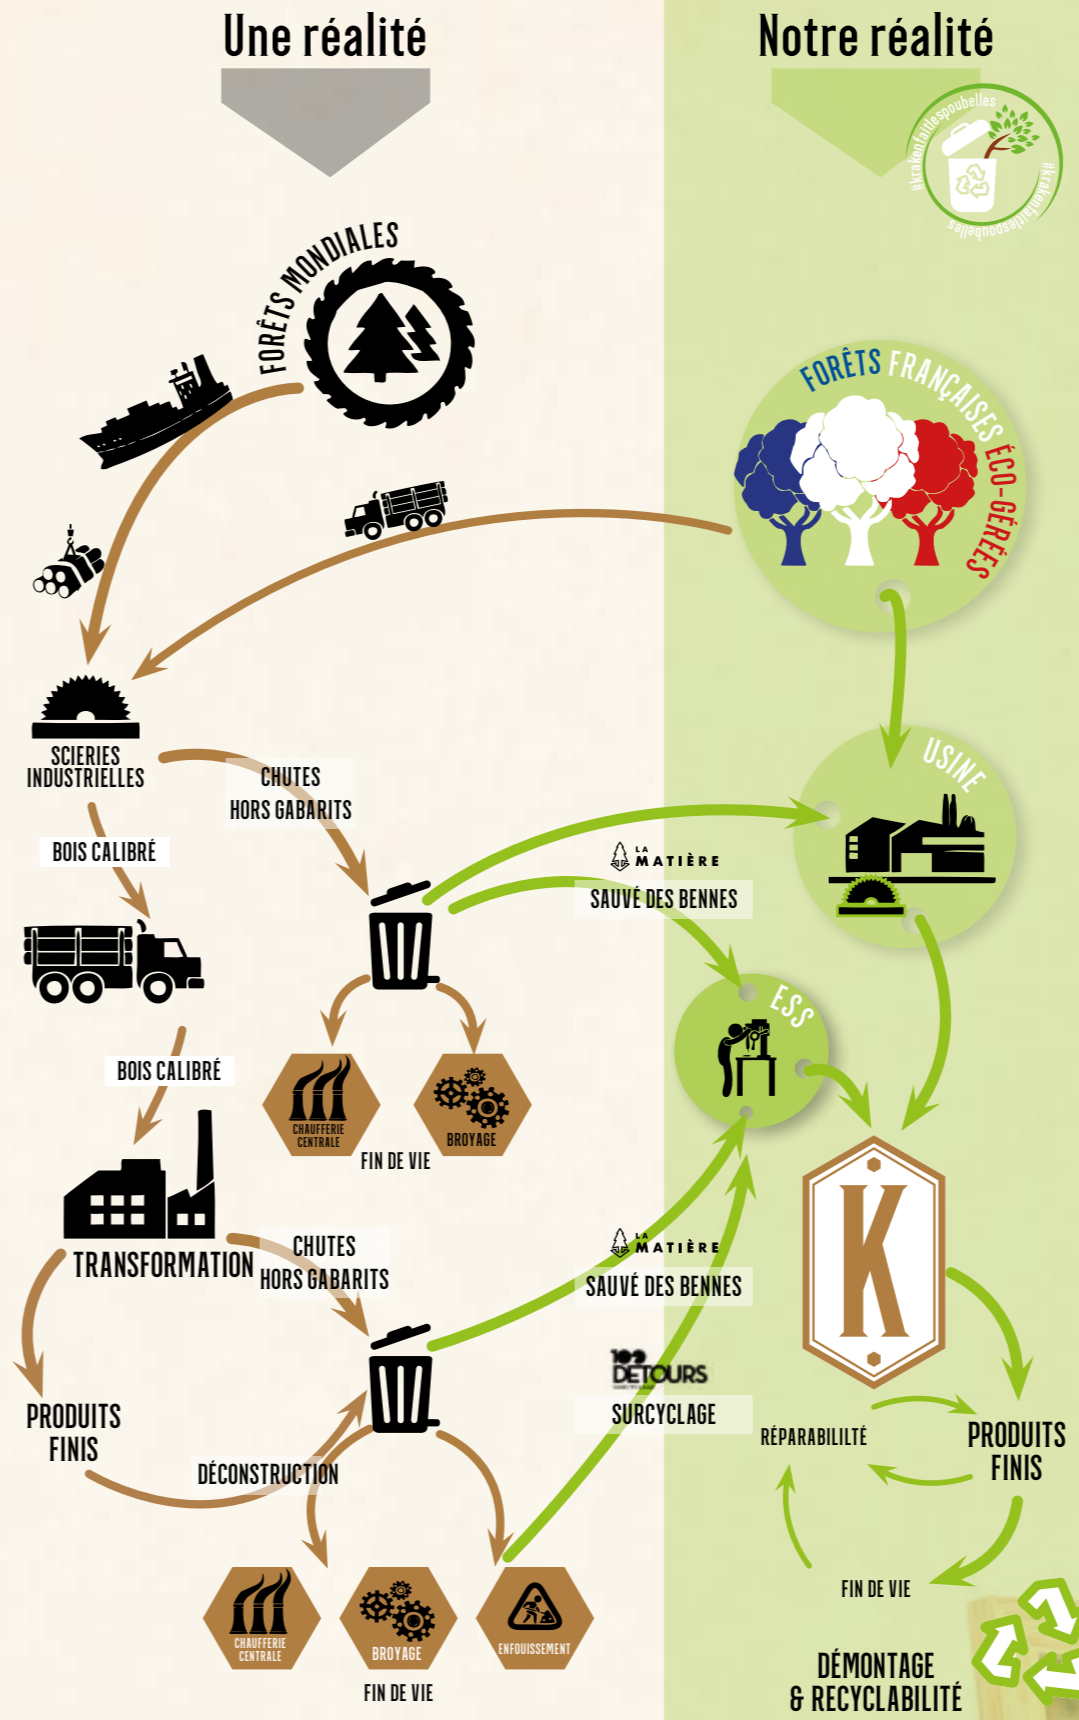 Une réalité
Notre réalité
#krakenfaitlespoubelles
#krakenfaitlespoubelles
FORÊTS MONDIALES
FORÊTS FRANÇAISES ÉCO-GÉRÉES
SCIERIES
INDUSTRIELLES
CHUTES
HORS GABARITS
USINE
BOIS CALIBRÉ
LA
MATIÈRE
SAUVÉ DES BENNES
ESS
BOIS CALIBRÉ
CHAUFFERIE
CENTRALE
BROYAGE
FIN DE VIE
K
TRANSFORMATION
CHUTES
HORS GABARITS
LA
MATIÈRE
SAUVÉ DES BENNES
100
DETOURS
SURCYCLAGE
PRODUITS
FINIS
RÉPARABILILTÉ
PRODUITS
FINIS
DÉCONSTRUCTION
FIN DE VIE
CHAUFFERIE
CENTRALE
BROYAGE
ENFOUISSEMENT
FIN DE VIE
DÉMONTAGE
& RECYCLABILITÉ